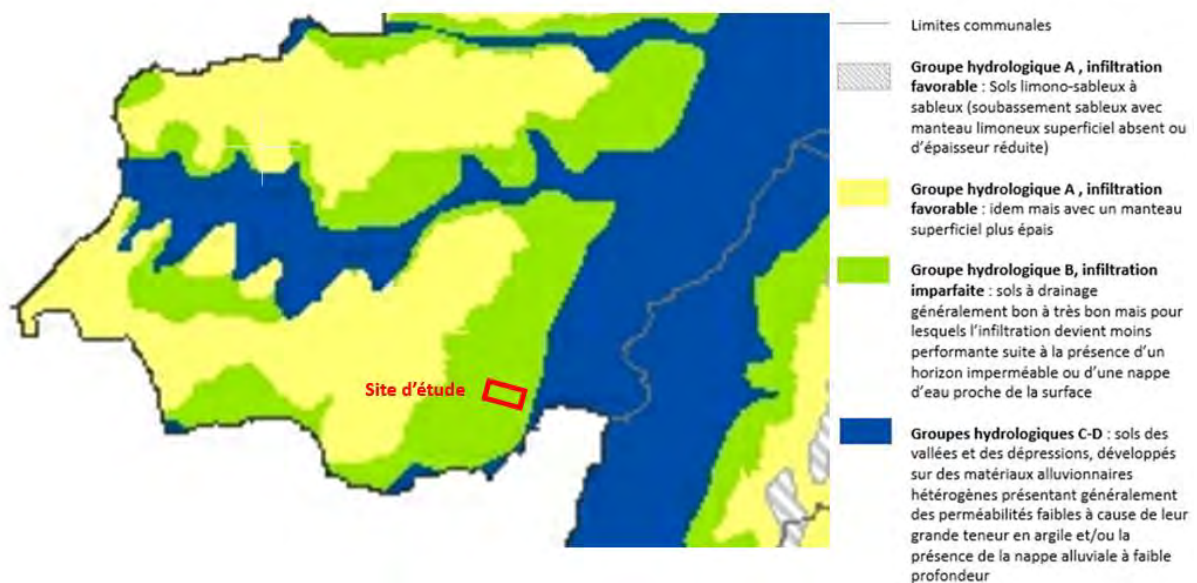 Limites communales
Groupe hydrologique A , infiltration
favorable : Sols limono-sableux à
sableux (soubassement sableux avec
manteau limoneux superficiel absent ou
d'épaisseur réduite)
Groupe hydrologique A , infiltration
favorable : idem mais avec un manteau
superficiel plus épais
Groupe hydrologique B, infiltration
imparfaite : sols à drainage
généralement bon à très bon mais pour
lesquels l'infiltration devient moins
performante suite à la présence d'un
horizon imperméable ou d'une nappe
d'eau proche de la surface
Site d'étude
Groupes hydrologiques C-D : sols des
vallées et des dépressions, développés
sur des matériaux alluvionnaires
hétérogènes présentant généralement
des perméabilités faibles à cause de leur
grande teneur en argile et/ou la
présence de la nappe alluviale à faible
profondeur